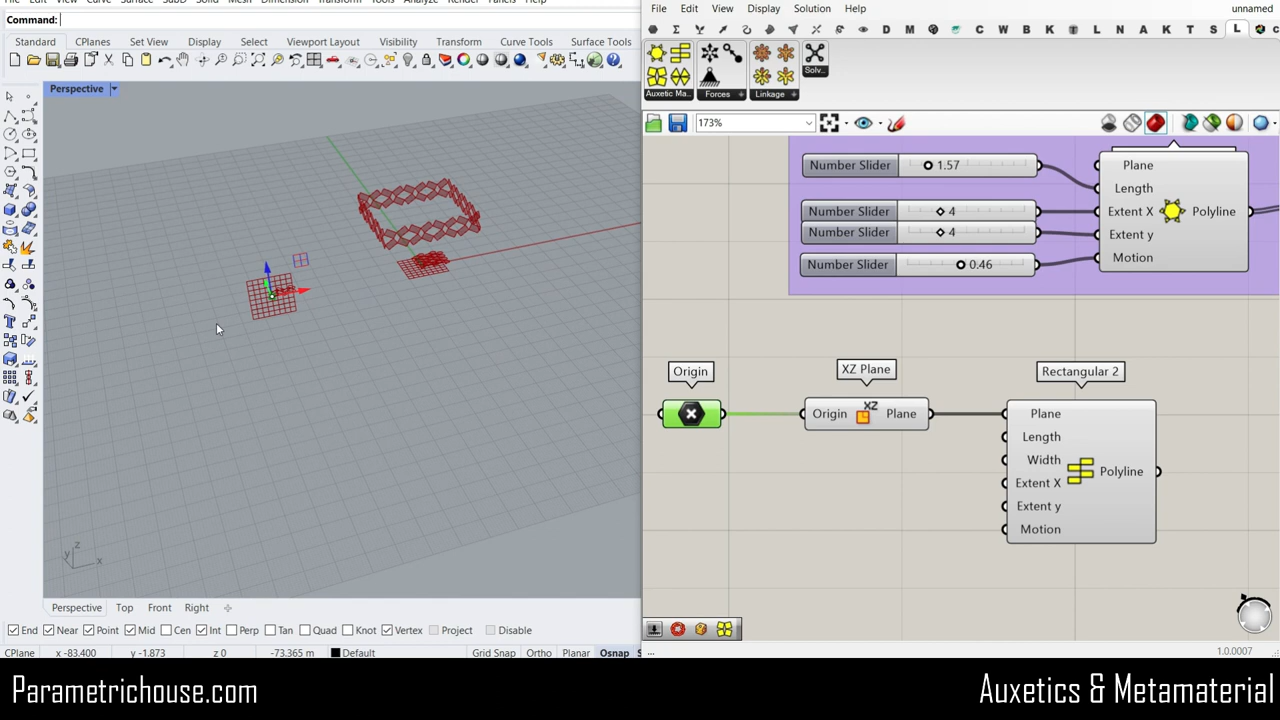 Command:
File Edit View Display Solution Help
unnamed
Standard CPlanes Set View Display Select Viewport Layout Visibility Transform Curve Tools Surface Tools
D M B K L N A K T S L
Auxetic Ma... Forces + Linkage + Solv...
Perspective
173%
Number Slider 1.57
Number Slider 4
Number Slider 4
Number Slider 0.46
Plane
Length
Extent X
Extent y
Motion
Polyline
Origin
XZ Plane
Rectangular 2
Origin XZ Plane
Plane
Length
Width
Extent X
Extent y
Motion
Polyline
z
y
x
Perspective Top Front Right
End Near Point Mid Cen Int Perp Tan Quad Knot Vertex Project Disable
CPlane x -83.400 y -1.873 z 0 -73.365 m Default Grid Snap Ortho Planar Osnap
...
1.0.0007
Parametrichouse.com
Auxetics & Metamaterial